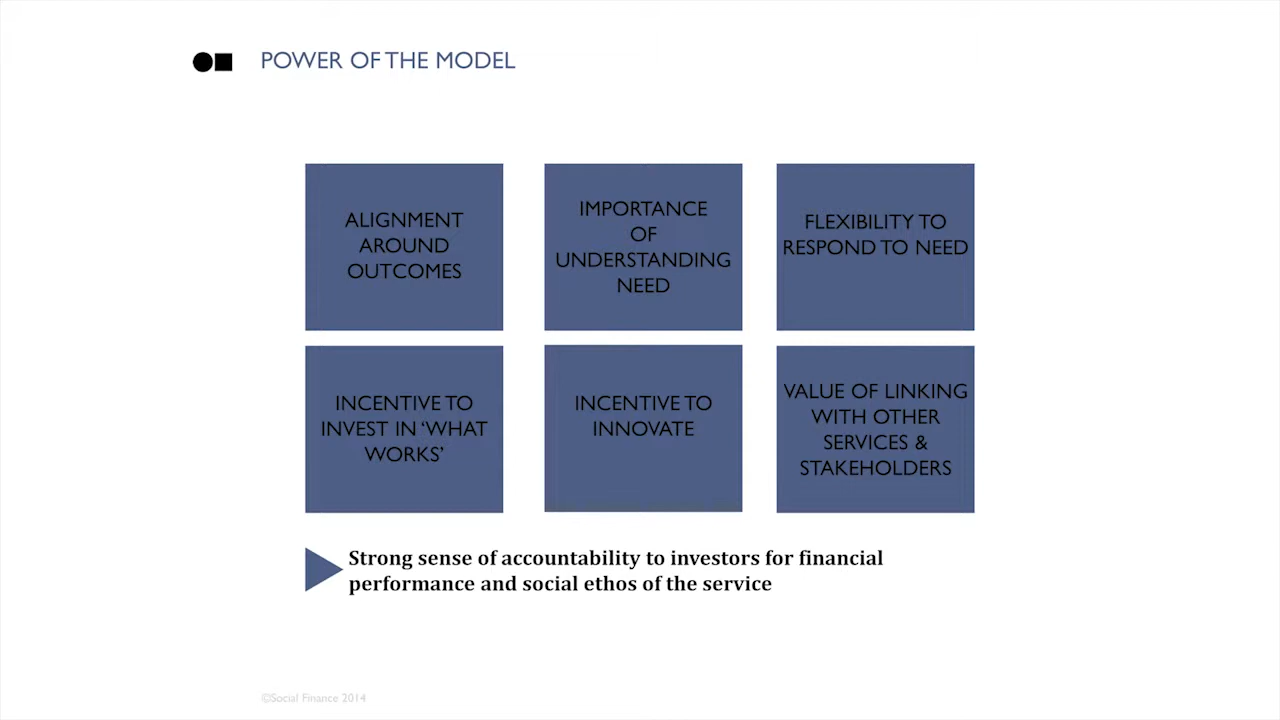 POWER OF THE MODEL
ALIGNMENT
AROUND
OUTCOMES
IMPORTANCE
OF
UNDERSTANDING
NEED
FLEXIBILITY TO
RESPOND TO NEED
INCENTIVE TO
INVEST IN ‘WHAT
WORKS’
INCENTIVE TO
INNOVATE
VALUE OF LINKING
WITH OTHER
SERVICES &
STAKEHOLDERS
Strong sense of accountability to investors for financial
performance and social ethos of the service
©Social Finance 2014